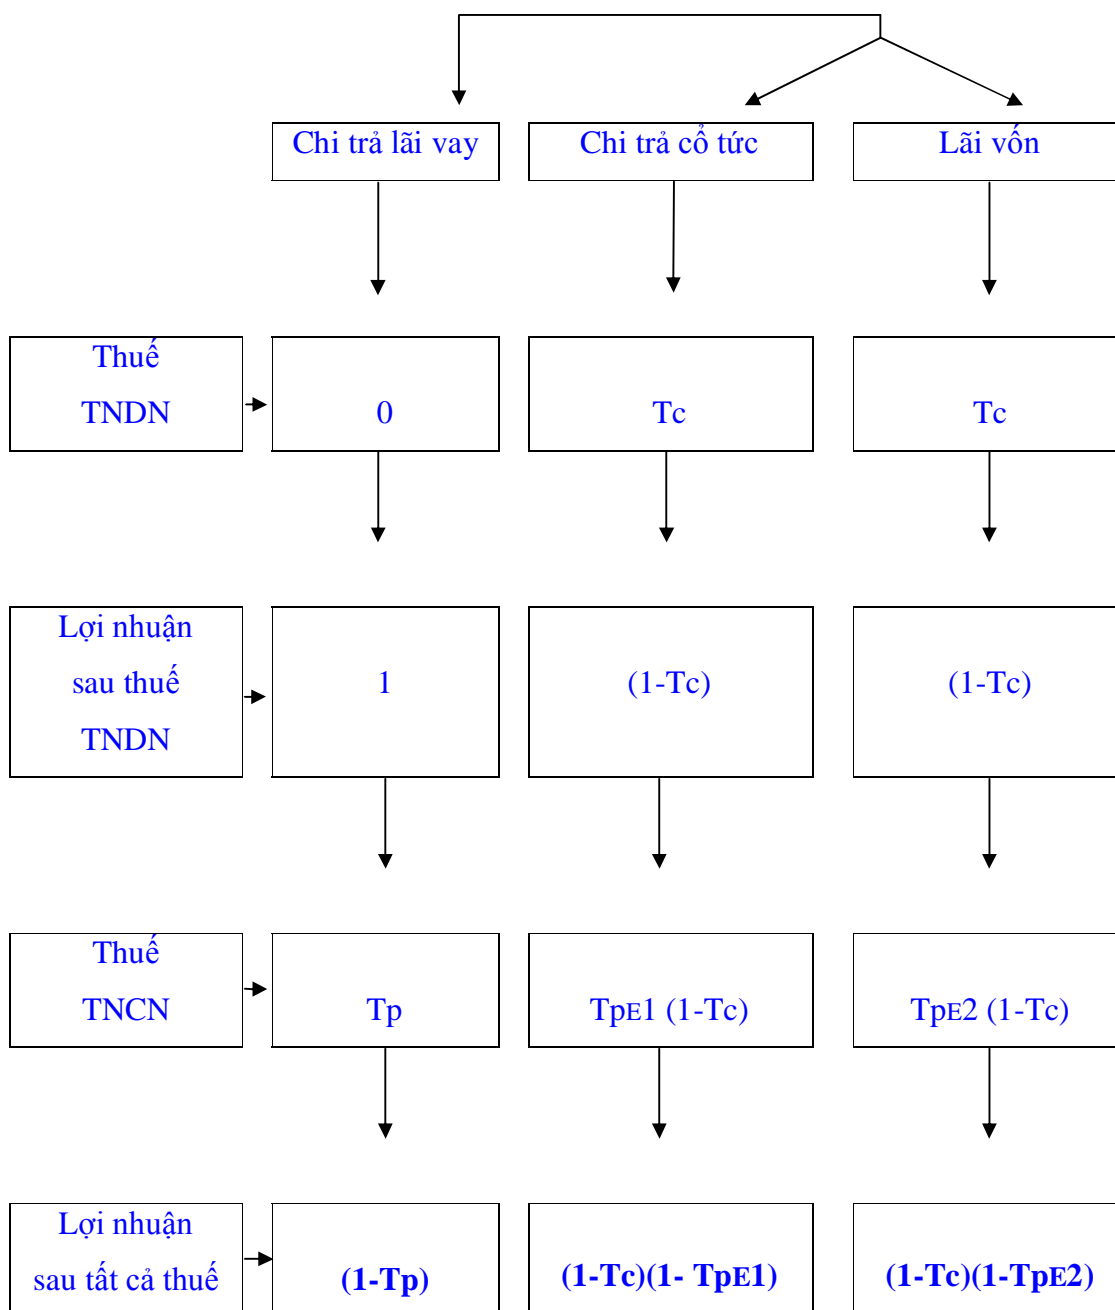 Chi trả lãi vay
Chi trả cổ tức
Lãi vốn
Thuế
TNDN
0
Tc
Tc
Lợi nhuận
sau thuế
TNDN
1
(1-Tc)
(1-Tc)
Thuế
TNCN
Tp
TpE1 (1-Tc)
TpE2 (1-Tc)
Lợi nhuận
sau tất cả thuế
(1-Tp)
(1-Tc)(1- TpE1)
(1-Tc)(1-TpE2)